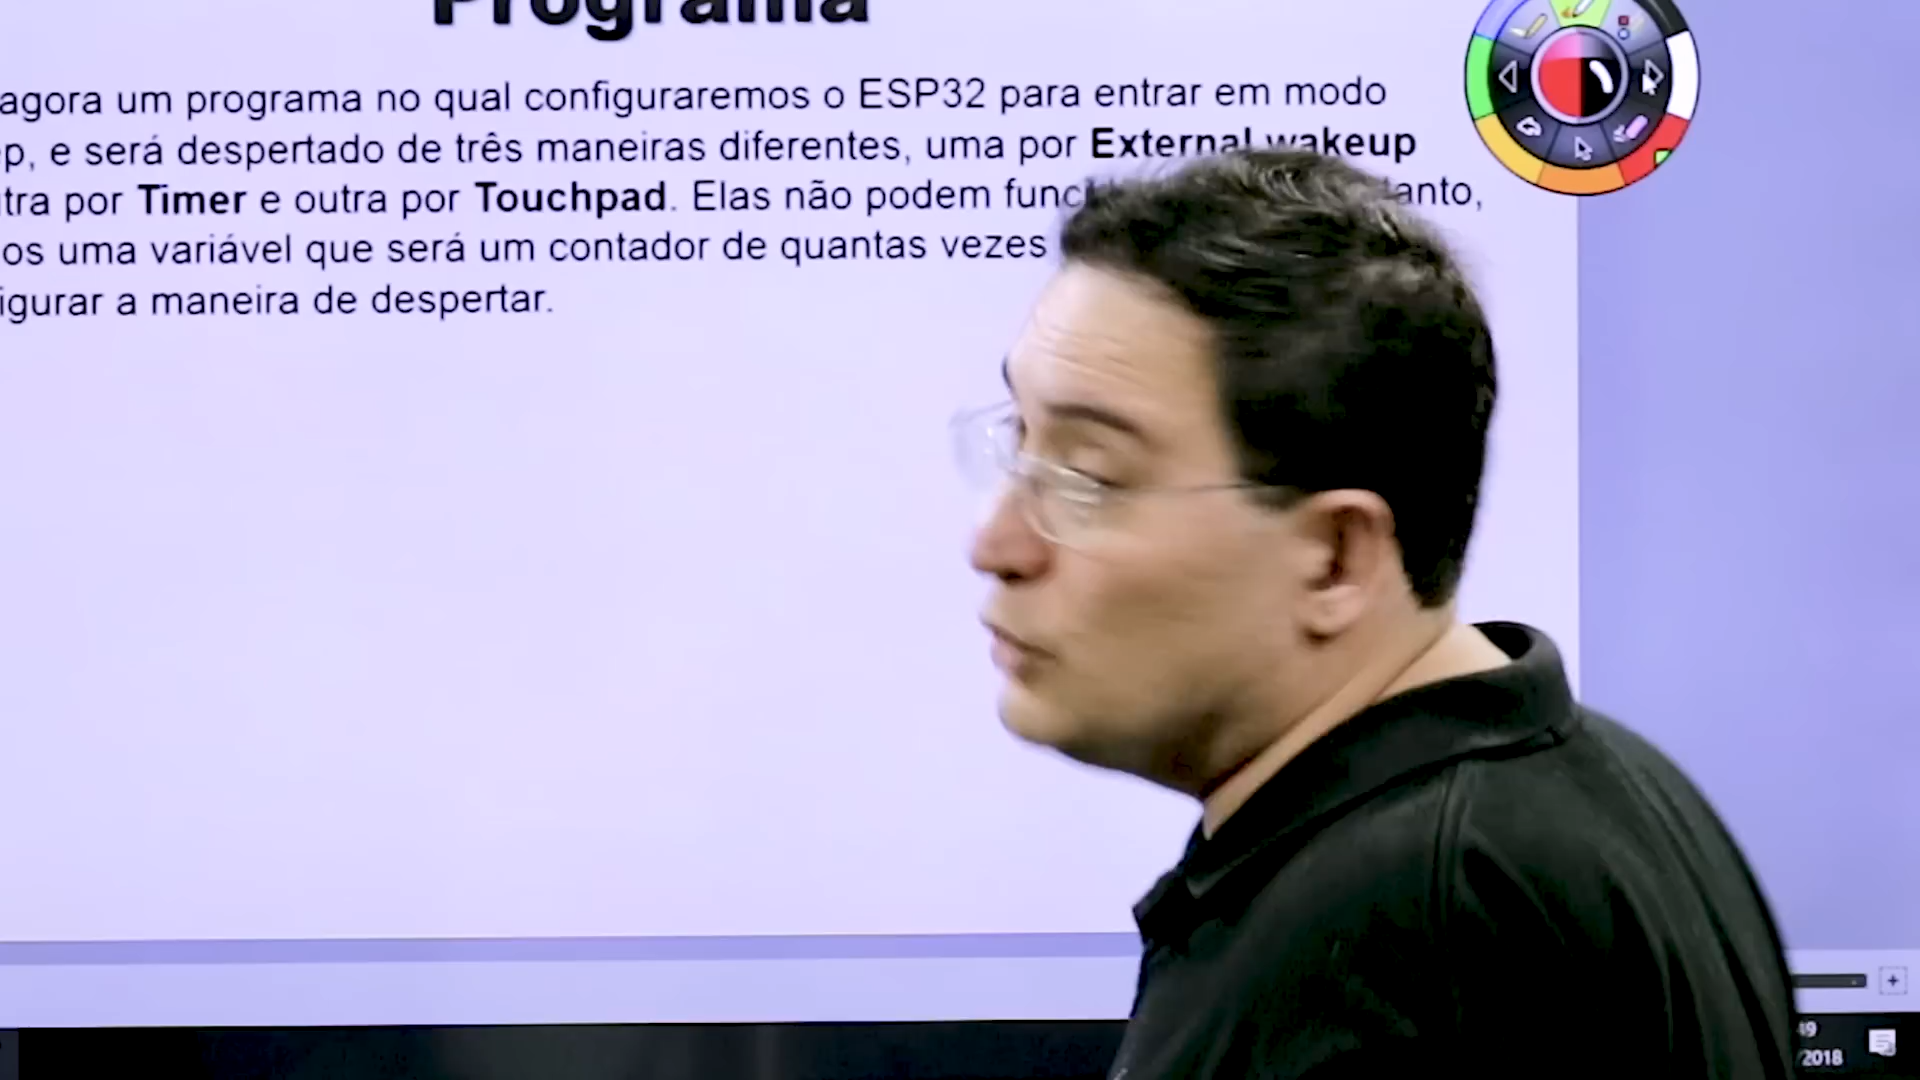 Programa
agora um programa no qual configuraremos o ESP32 para entrar em modo
p, e será despertado de três maneiras diferentes, uma por External wakeup
tra por Timer e outra por Touchpad. Elas não podem func anto,
os uma variável que será um contador de quantas vezes
igurar a maneira de despertar.
49
/2018